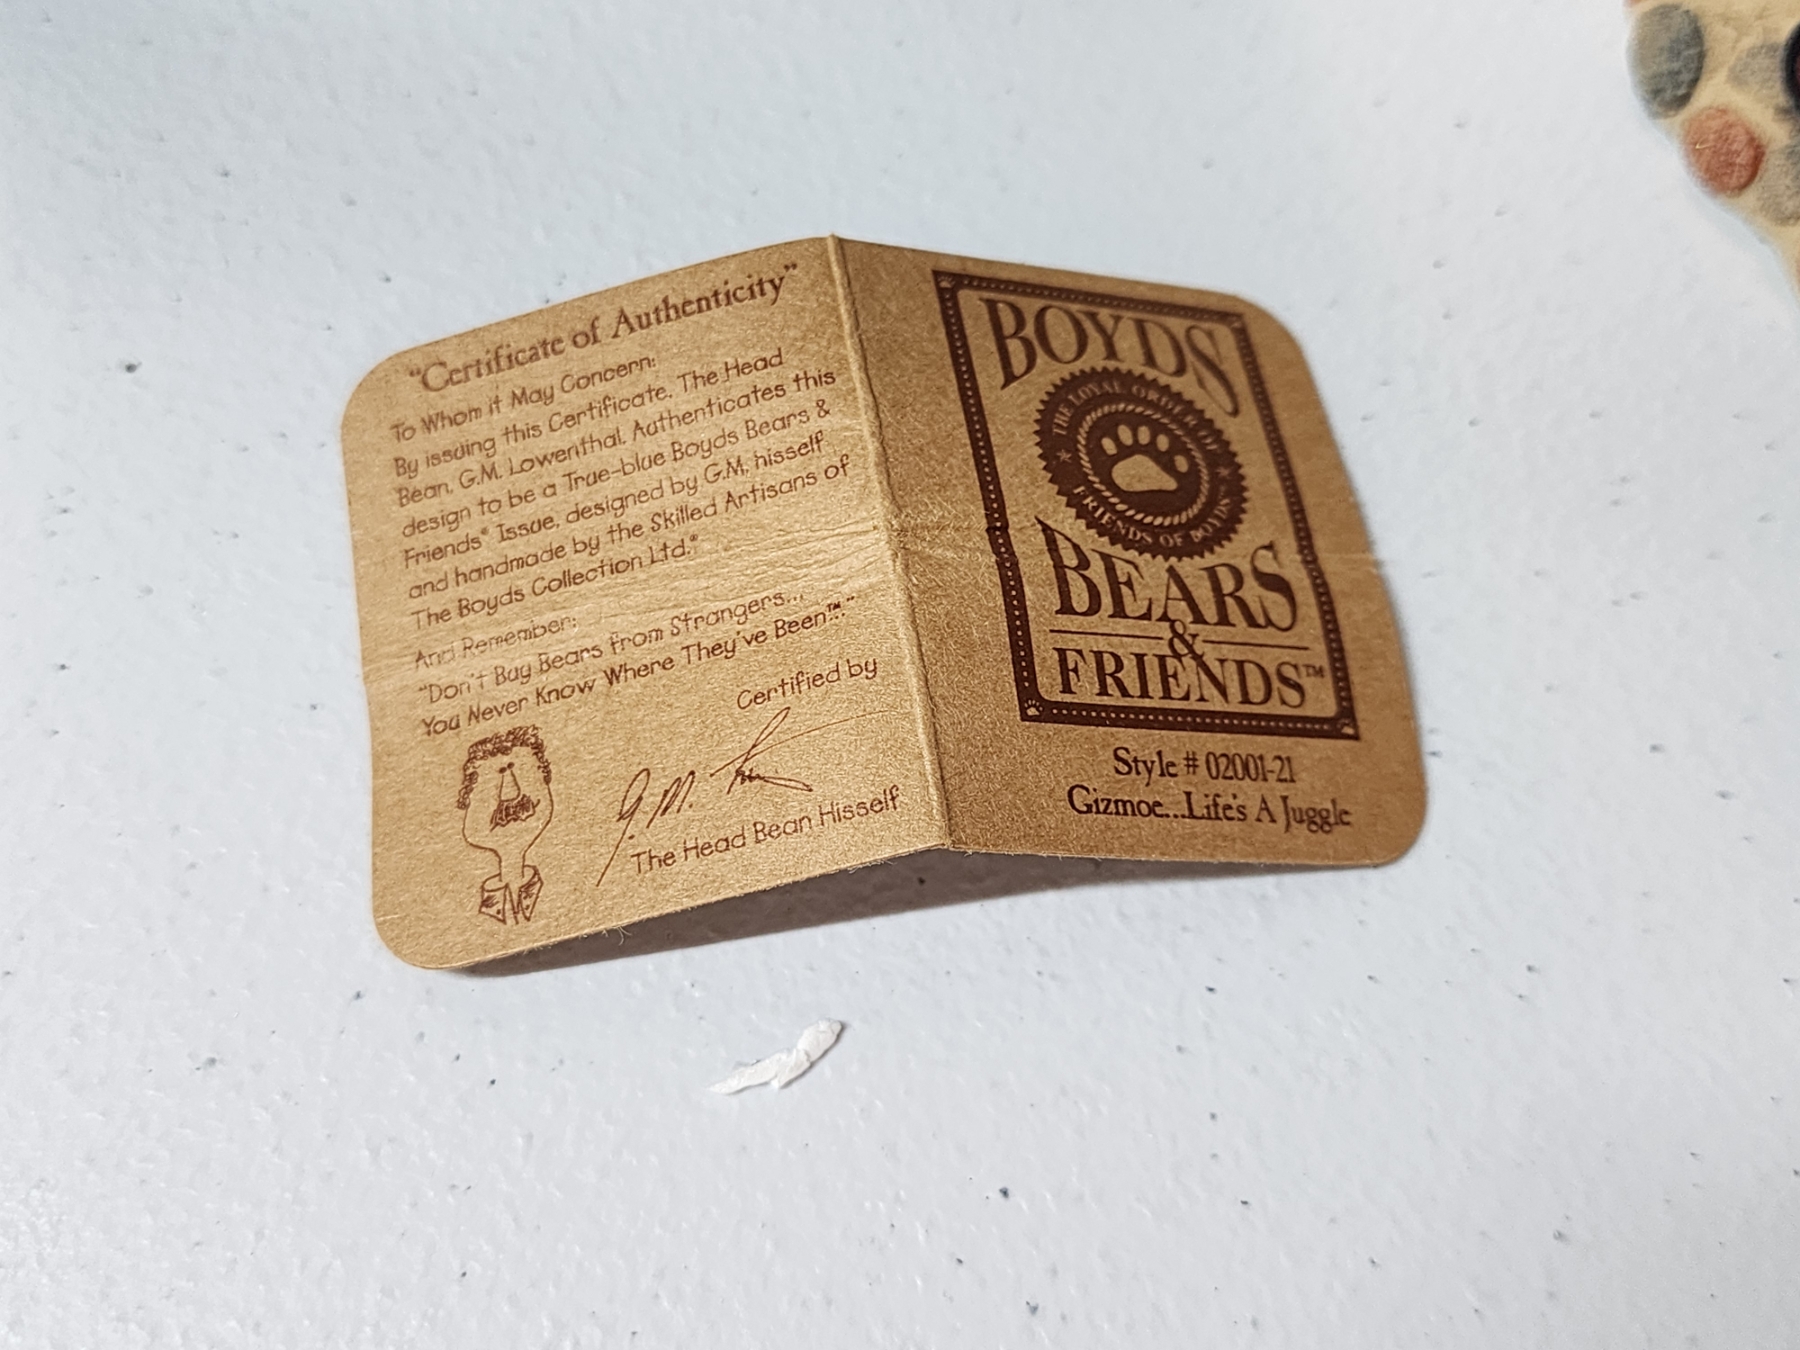 "Certificate of Authenticity"
To Whom it May Concern:
By issuing this Certificate, The Head
Bean, G.M. Lowenthal, Authenticates this
design to be a True-blue Boyds Bears &
Friends® Issue, designed by G.M. hisself
and handmade by the Skilled Artisans of
The Boyds Collection Ltd.®
And Remember:
"Don't Buy Bears from Strangers...
You Never Know Where They've Been™."
Certified by
G.M.
The Head Bean Hisself
BOYDS
THE LOYAL ORDER OF
FRIENDS OF BOYDS
BEARS
&
FRIENDS™
Style # 02001-21
Gizmoe...Life's A Juggle